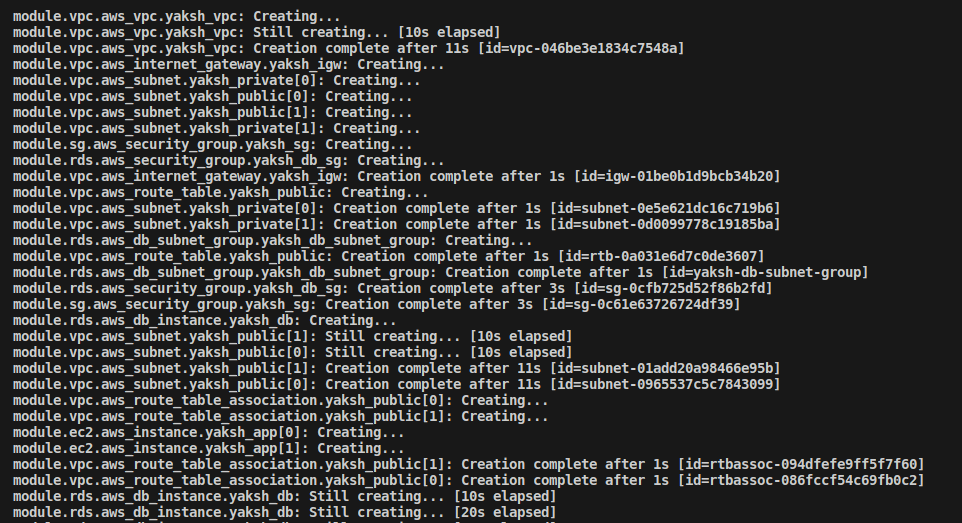 module.vpc.aws_vpc.yaksh_vpc: Creating...
module.vpc.aws_vpc.yaksh_vpc: Still creating... [10s elapsed]
module.vpc.aws_vpc.yaksh_vpc: Creation complete after 11s [id=vpc-046be3e1834c7548a]
module.vpc.aws_internet_gateway.yaksh_igw: Creating...
module.vpc.aws_subnet.yaksh_private[0]: Creating...
module.vpc.aws_subnet.yaksh_public[0]: Creating...
module.vpc.aws_subnet.yaksh_public[1]: Creating...
module.vpc.aws_subnet.yaksh_private[1]: Creating...
module.sg.aws_security_group.yaksh_sg: Creating...
module.rds.aws_security_group.yaksh_db_sg: Creating...
module.vpc.aws_internet_gateway.yaksh_igw: Creation complete after 1s [id=igw-01be0b1d9bcb34b20]
module.vpc.aws_route_table.yaksh_public: Creating...
module.vpc.aws_subnet.yaksh_private[0]: Creation complete after 1s [id=subnet-0e5e621dc16c719b6]
module.vpc.aws_subnet.yaksh_private[1]: Creation complete after 1s [id=subnet-0d0099778c19185ba]
module.rds.aws_db_subnet_group.yaksh_db_subnet_group: Creating...
module.vpc.aws_route_table.yaksh_public: Creation complete after 1s [id=rtb-0a031e6d7c0de3607]
module.rds.aws_db_subnet_group.yaksh_db_subnet_group: Creation complete after 1s [id=yaksh-db-subnet-group]
module.rds.aws_security_group.yaksh_db_sg: Creation complete after 3s [id=sg-0cfb725d52f86b2fd]
module.sg.aws_security_group.yaksh_sg: Creation complete after 3s [id=sg-0c61e63726724df39]
module.rds.aws_db_instance.yaksh_db: Creating...
module.vpc.aws_subnet.yaksh_public[1]: Still creating... [10s elapsed]
module.vpc.aws_subnet.yaksh_public[0]: Still creating... [10s elapsed]
module.vpc.aws_subnet.yaksh_public[1]: Creation complete after 11s [id=subnet-01add20a98466e95b]
module.vpc.aws_subnet.yaksh_public[0]: Creation complete after 11s [id=subnet-0965537c5c7843099]
module.vpc.aws_route_table_association.yaksh_public[0]: Creating...
module.vpc.aws_route_table_association.yaksh_public[1]: Creating...
module.ec2.aws_instance.yaksh_app[0]: Creating...
module.ec2.aws_instance.yaksh_app[1]: Creating...
module.vpc.aws_route_table_association.yaksh_public[1]: Creation complete after 1s [id=rtbassoc-094dfefe9ff5f7f60]
module.vpc.aws_route_table_association.yaksh_public[0]: Creation complete after 1s [id=rtbassoc-086fccf54c69fb0c2]
module.rds.aws_db_instance.yaksh_db: Still creating... [10s elapsed]
module.rds.aws_db_instance.yaksh_db: Still creating... [20s elapsed]